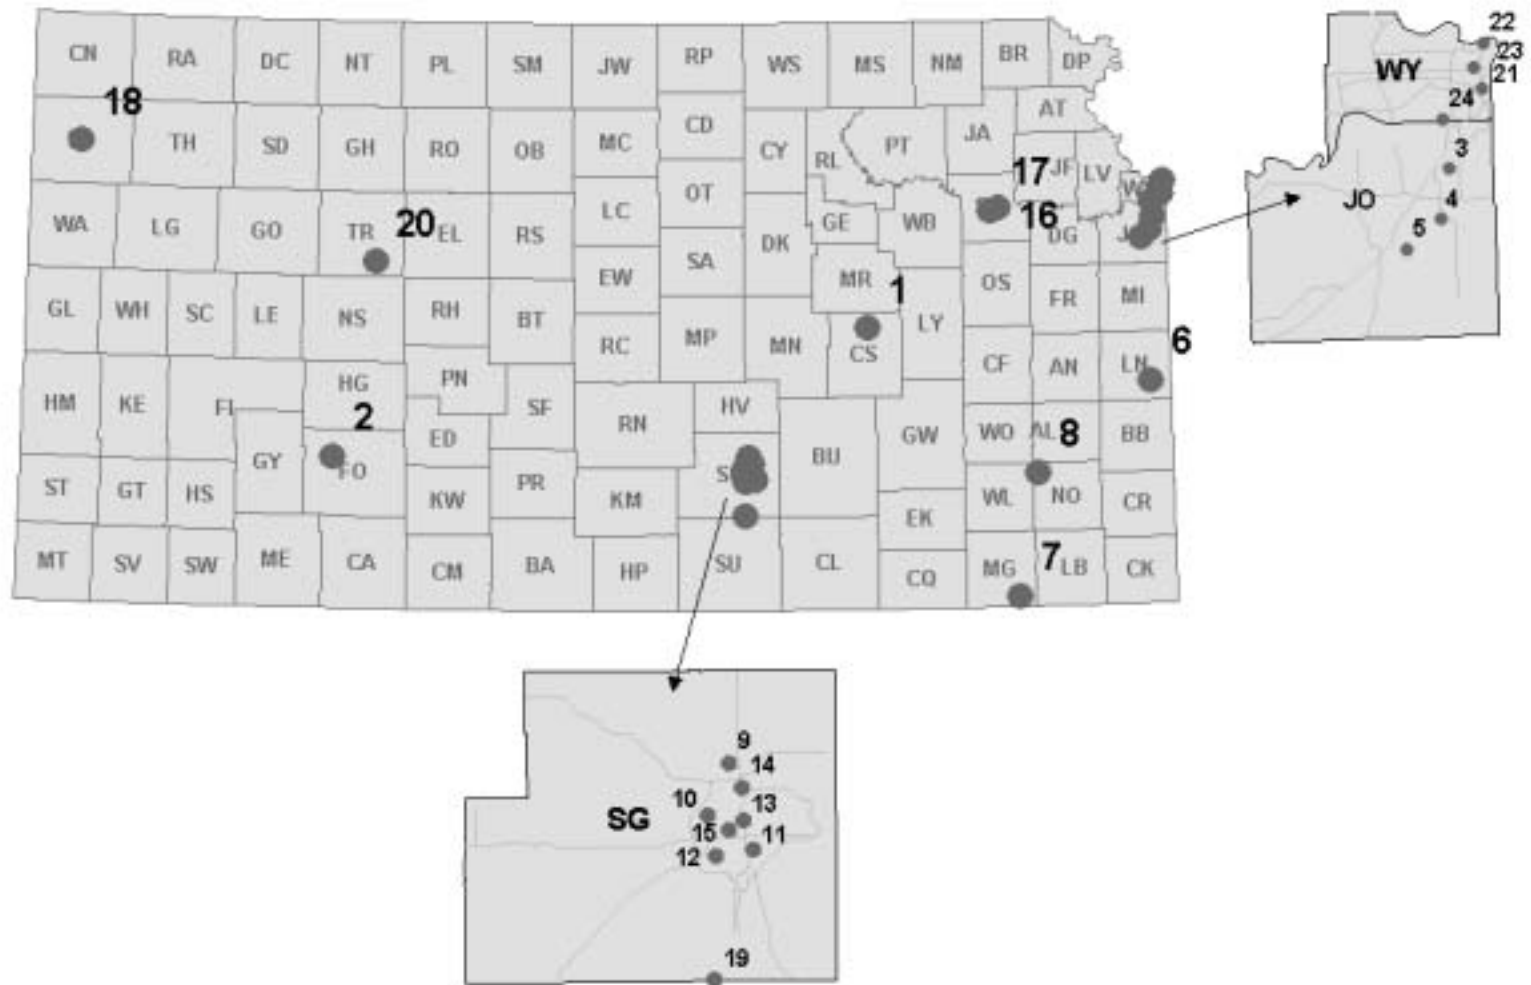 CN RA DC NT PL SM JW RP WS MS NM BR DP
18
TH SD GH RO OB MC CD CY RL PT JA AT
17 JF LV W
WA LG GO TR 20 EL RS LC OT DK GE WB 16 DG J
GL WH SC LE NS RH BT EW SA MR 1 LY OS FR MI
HM KE FI HG PN SF RC MP MN CS CF AN LN 6
2
ST GT HS GY FO ED PR RN HV BU GW WO AL 8 BB
KW KM S EK WL NO CR
MT SV SW ME CA CM BA HP SU CL CQ MG 7 LB CK
22
WY 23
21
24
3
JO 4
5
9
14
10 13
SG 15 11
12
19